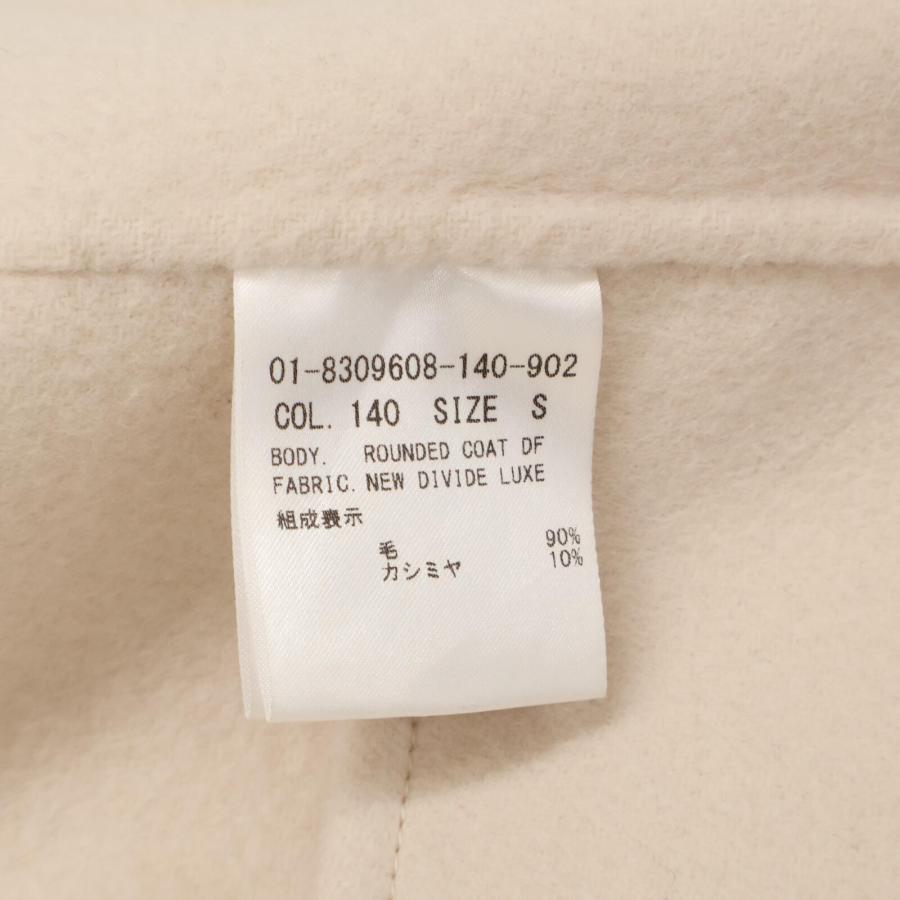 01-8309608-140-902
COL. 140 SIZE S
BODY. ROUNDED COAT DF
FABRIC. NEW DIVIDE LUXE
組成表示
毛 90%
カシミヤ 10%